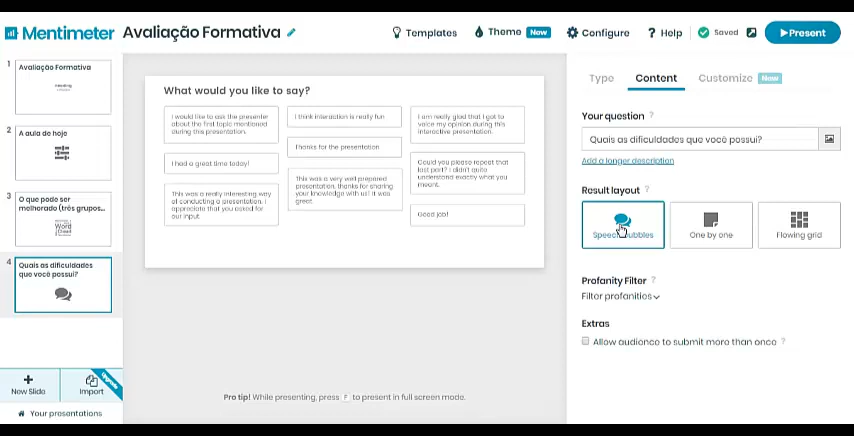 Mentimeter
Avaliação Formativa
Templates
Theme
New
Configure
? Help
Saved
Present
1
Avaliação Formativa
2
A aula de hoje
3
O que pode ser
melhorado (três grupos...
Word
Cloud
4
Quais as dificuldades
que você possui?
New Slide
Import
Upgrade
Your presentations
What would you like to say?
I would like to ask the presenter
about the first topic mentioned
during this presentation.
I had a great time today!
This was a really interesting way
of conducting a presentation. I
appreciate that you asked for
our input.
I think interaction is really fun
Thanks for the presentation
This was a very well prepared
presentation, thanks for sharing
your knowledge with us! It was
great.
I am really glad that I got to
voice my opinion during this
interactive presentation.
Could you please repeat that
last part? I didn't quite
understand exactly what you
meant.
Good job!
Pro tip! While presenting, press F to present in full screen mode.
Type
Content
Customize
New
Your question ?
Quais as dificuldades que você possui?
Add a longer description
Result layout ?
Speech bubbles
One by one
Flowing grid
Profanity Filter ?
Filter profanities
Extras
Allow audience to submit more than once ?